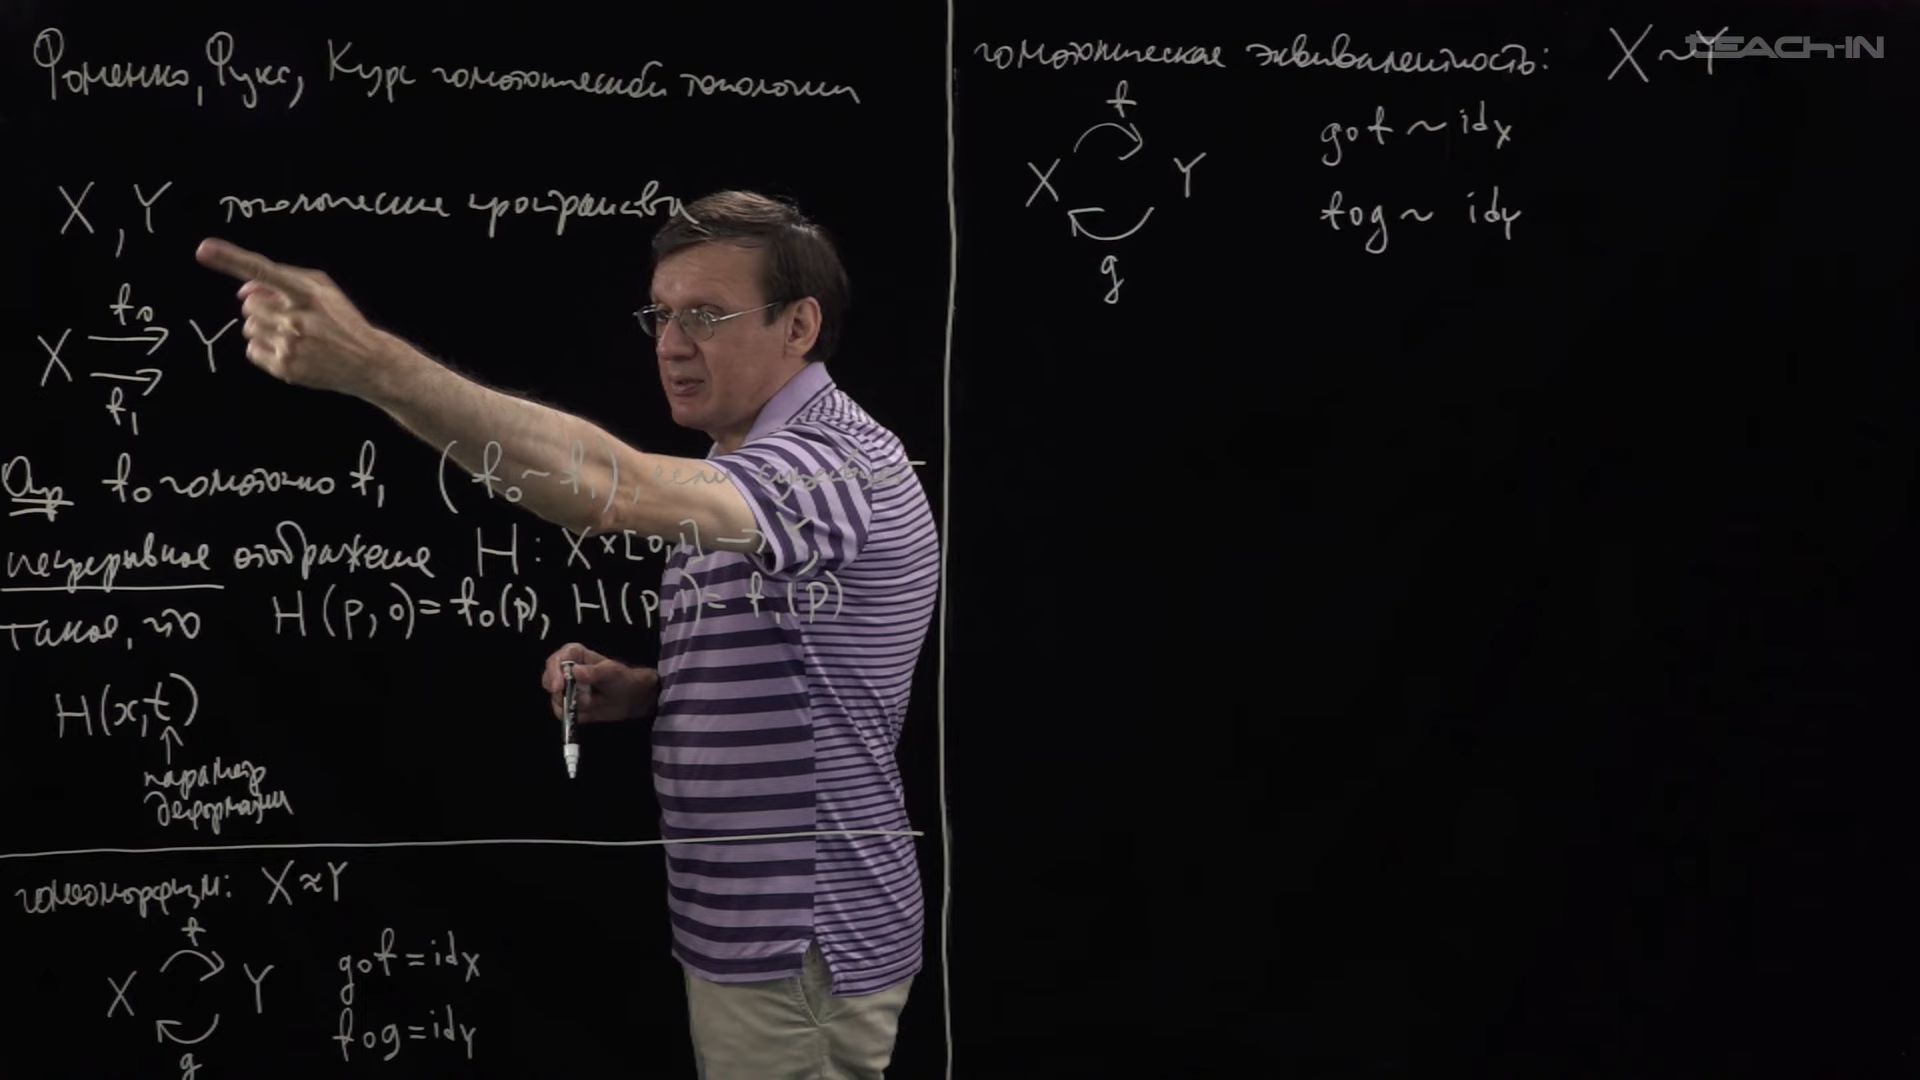 Фоменко, Фукс, Курс гомотопической топологии
X, Y топологические пространства
X Y
f₀
f₁
Опр f₀ гомотопно f₁ (f₀ ~ f₁), если существует
непрерывное отображение H: X×[0,1] → Y,
такое, что H(p,0)=f₀(p), H(p,1)=f₁(p)
H(x,t)
↑
параметр
деформации
гомеоморфизм: X≈Y
f
X Y
g
g∘f=id_X
f∘g=id_Y
гомотопическая эквивалентность: X~Y
f
X Y
g
g∘f ~ id_X
f∘g ~ id_Y
TEACH-IN